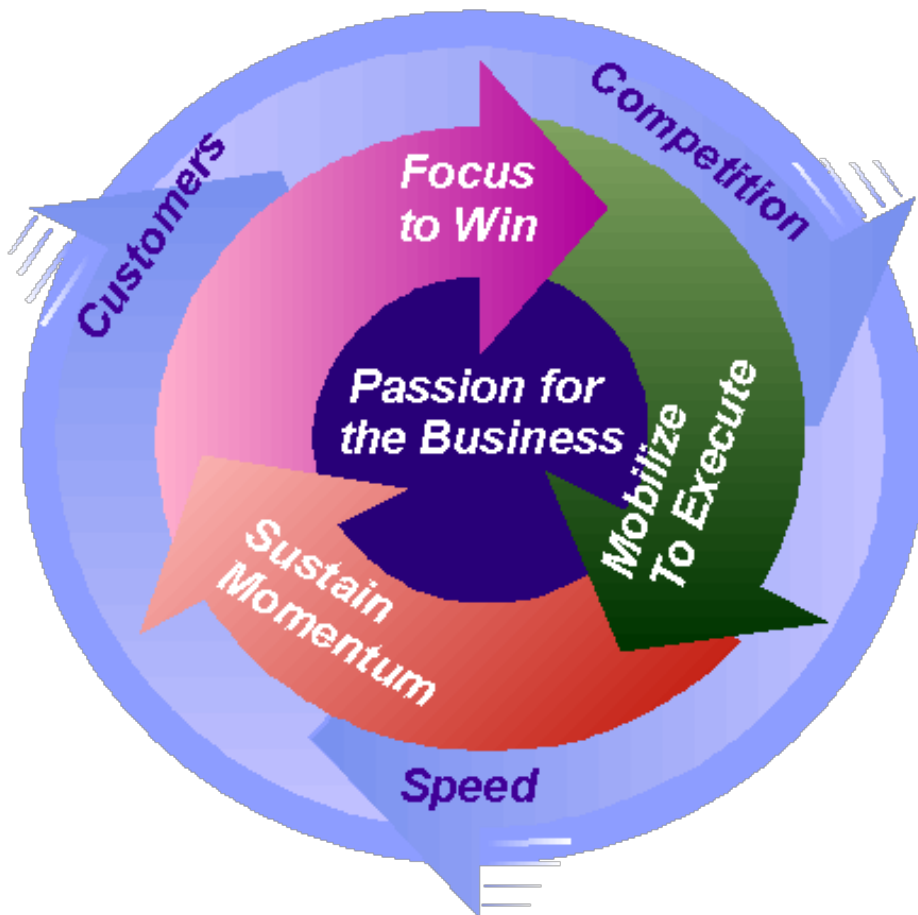 Customers
Competition
Focus
to Win
Passion for
the Business
Mobilize
To Execute
Sustain
Momentum
Speed